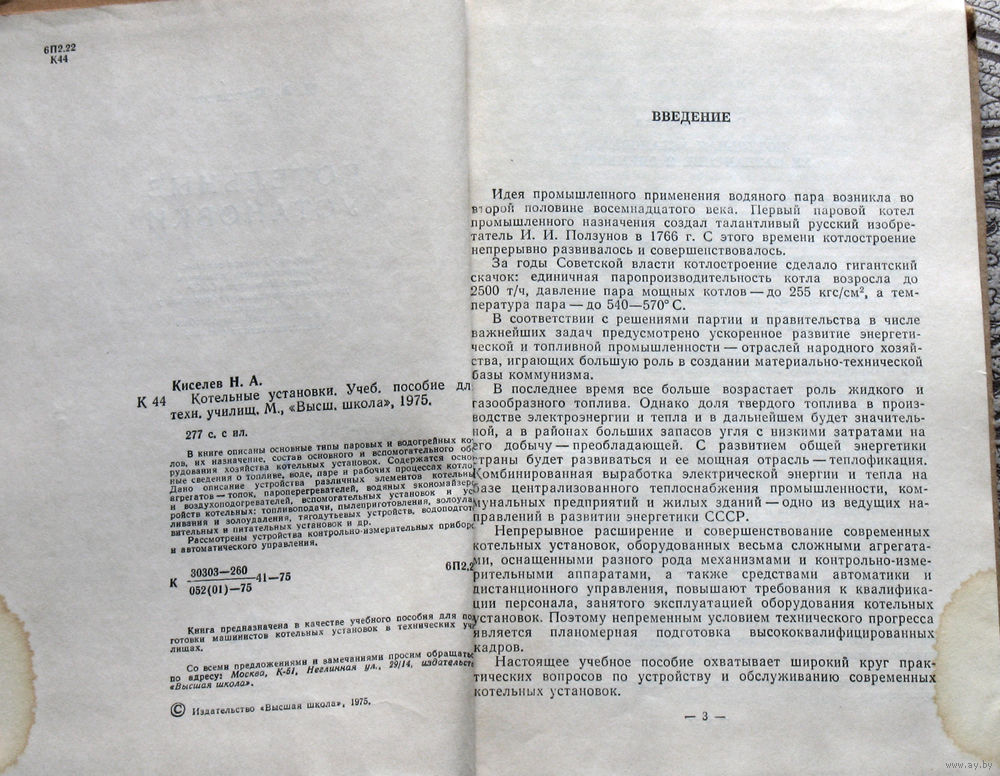 6П2.22
К44
Киселев Н. А.
К 44 Котельные установки. Учеб. пособие дл
техн. училищ. М., «Высш. школа», 1975.
277 с. с ил.
В книге описаны основные типы паровых и водогрейных ко
лов, их назначение, состав основного и вспомогательного обо
рудования хозяйства котельных установок. Содержатся основ
ные сведения о топливе, воде, паре и рабочих процессах котло
Дано описание устройства различных элементов котельны
агрегатов — топок, пароперегревателей, водяных экономайзеро
и воздухоподогревателей, вспомогательных установок и ус
ройств котельных: топливоподачи, пылеприготовления, золоула
ливания и золоудаления, тягодутьевых устройств, водоподгот
вительных и питательных установок и др.
Рассмотрены устройства контрольно-измерительных приборо
и автоматического управления.
К 30303—260 41—75 6П2.2
052(01)—75
Книга предназначена в качестве учебного пособия для под
готовки машинистов котельных установок в технических учи
лищах.
Со всеми предложениями и замечаниями просим обращать
по адресу: Москва, К-51, Неглинная ул., 29/14, издательств
«Высшая школа».
© Издательство «Высшая школа», 1975.
ВВЕДЕНИЕ
Идея промышленного применения водяного пара возникла во
второй половине восемнадцатого века. Первый паровой котел
промышленного назначения создал талантливый русский изобре-
татель И. И. Ползунов в 1766 г. С этого времени котлостроение
непрерывно развивалось и совершенствовалось.
За годы Советской власти котлостроение сделало гигантский
скачок: единичная паропроизводительность котла возросла до
2500 т/ч, давление пара мощных котлов — до 255 кгс/см², а тем-
пература пара — до 540—570° С.
В соответствии с решениями партии и правительства в числе
важнейших задач предусмотрено ускоренное развитие энергети-
ческой и топливной промышленности — отраслей народного хозяй-
ства, играющих большую роль в создании материально-технической
базы коммунизма.
В последнее время все больше возрастает роль жидкого и
газообразного топлива. Однако доля твердого топлива в произ-
водстве электроэнергии и тепла и в дальнейшем будет значитель-
ной, а в районах больших запасов угля с низкими затратами на
его добычу — преобладающей. С развитием общей энергетики
страны будет развиваться и ее мощная отрасль — теплофикация.
Комбинированная выработка электрической энергии и тепла на
базе централизованного теплоснабжения промышленности, ком-
мунальных предприятий и жилых зданий — одно из ведущих на-
правлений в развитии энергетики СССР.
Непрерывное расширение и совершенствование современных
котельных установок, оборудованных весьма сложными агрегата-
ми, оснащенными разного рода механизмами и контрольно-изме-
рительными аппаратами, а также средствами автоматики и
дистанционного управления, повышают требования к квалифика-
ции персонала, занятого эксплуатацией оборудования котельных
установок. Поэтому непременным условием технического прогресса
является планомерная подготовка высококвалифицированных
кадров.
Настоящее учебное пособие охватывает широкий круг прак-
тических вопросов по устройству и обслуживанию современных
котельных установок.
— 3 —
www.ay.by